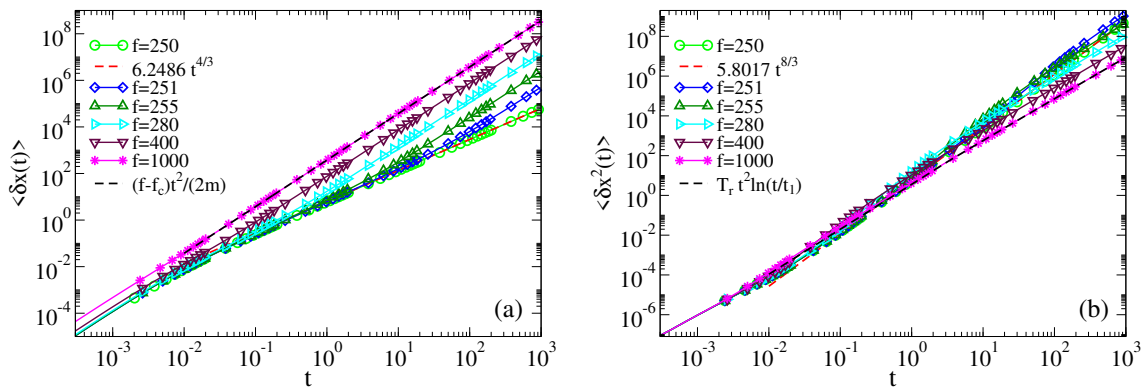 <δx(t)>
10^8
10^6
10^4
10^2
10^0
10^-2
10^-4
f=250
6.2486 t^4/3
f=251
f=255
f=280
f=400
f=1000
(f-f_c)t^2/(2m)
(a)
10^-3 10^-2 10^-1 10^0 10^1 10^2 10^3
t
<δx^2(t)>
10^8
10^6
10^4
10^2
10^0
10^-2
10^-4
10^-6
f=250
5.8017 t^8/3
f=251
f=255
f=280
f=400
f=1000
T_r t^2ln(t/t_1)
(b)
10^-3 10^-2 10^-1 10^0 10^1 10^2 10^3
t